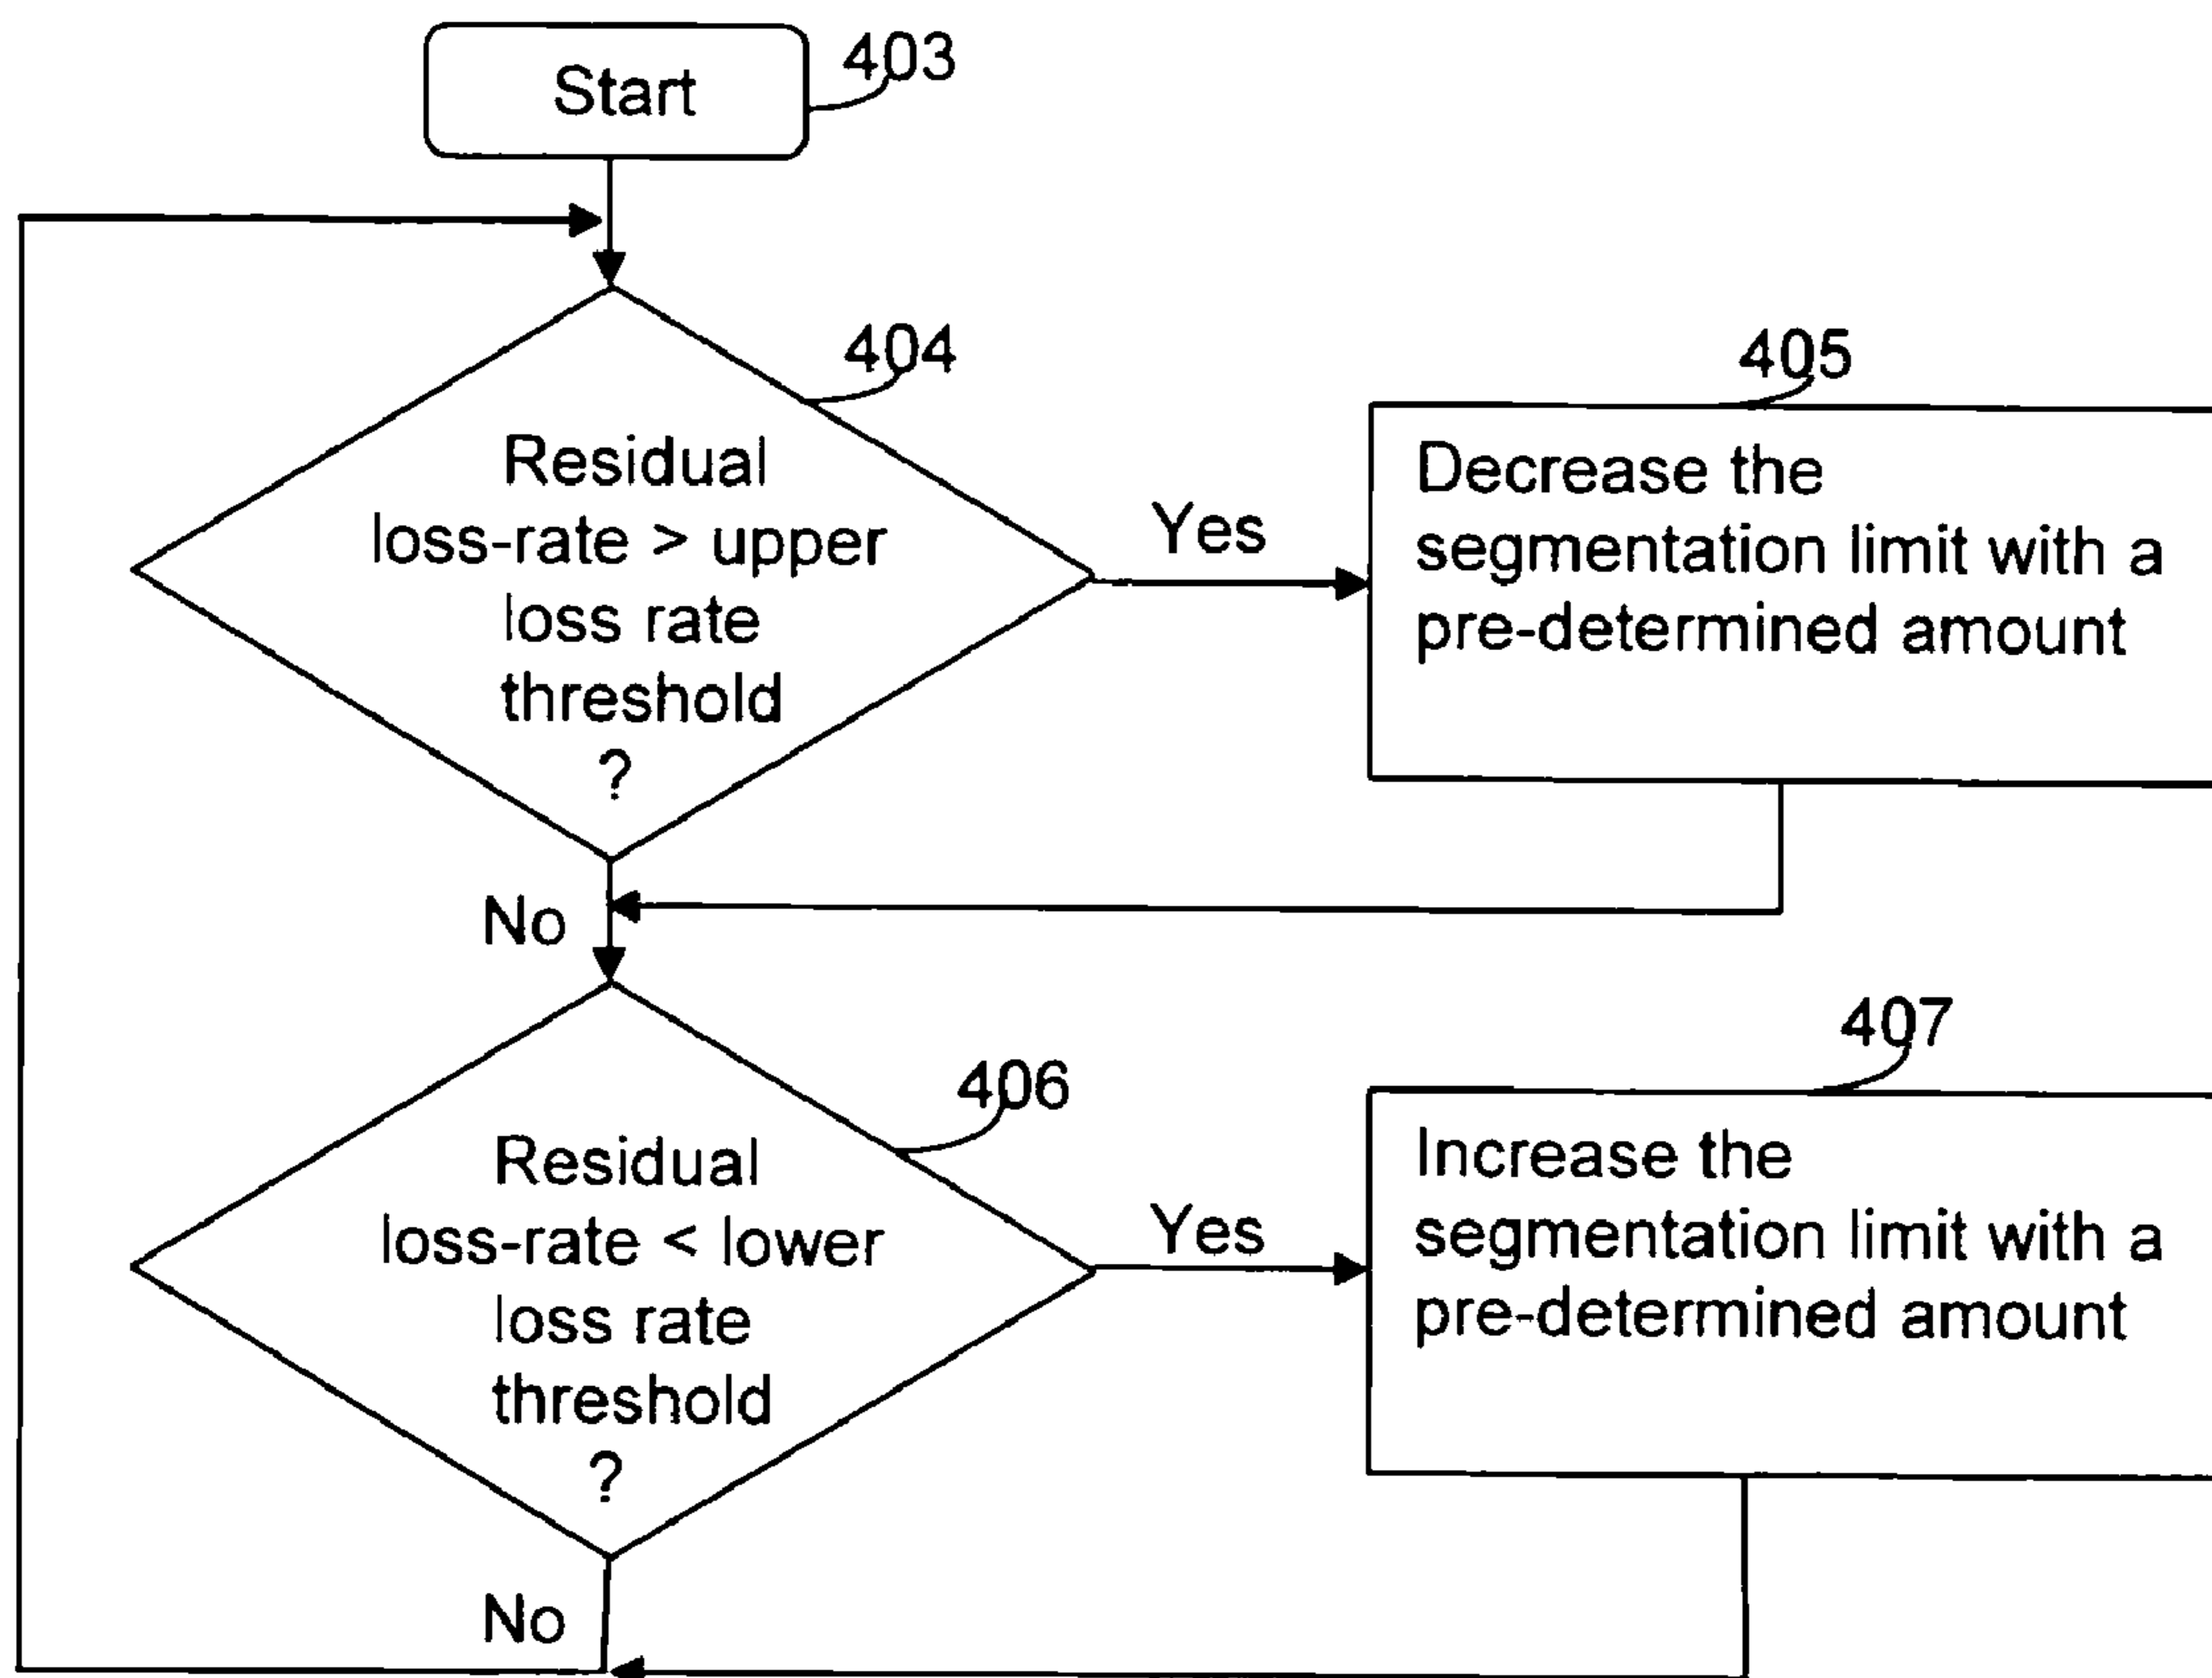 Start
403
404
Residual
loss-rate > upper
loss rate
threshold
?
Yes
405
Decrease the
segmentation limit with a
pre-determined amount
No
406
Residual
loss-rate < lower
loss rate
threshold
?
Yes
407
Increase the
segmentation limit with a
pre-determined amount
No